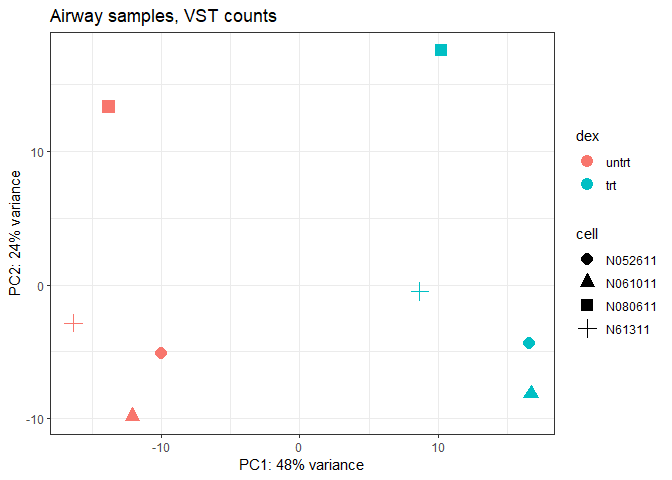 Airway samples, VST counts
PC2: 24% variance
10
0
-10
-10
0
10
PC1: 48% variance
dex
untrt
trt
cell
N052611
N061011
N080611
N61311